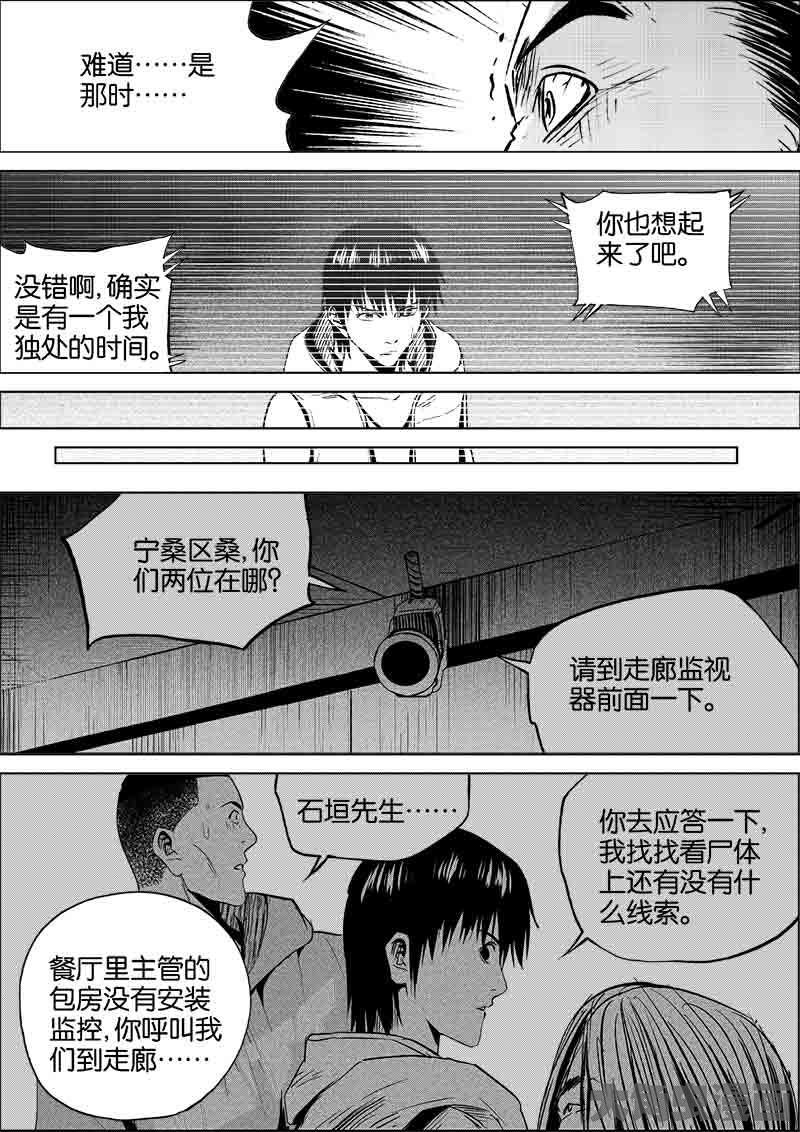 难道……是
那时……
你也想起
来了吧。
没错啊,确实
是有一个我
独处的时间。
宁桑区桑,你
们两位在哪?
请到走廊监视
器前面一下。
石垣先生……
你去应答一下,
我找找看尸体
上还有没有什
么线索。
餐厅里主管的
包房没有安装
监控,你呼叫我
们到走廊……